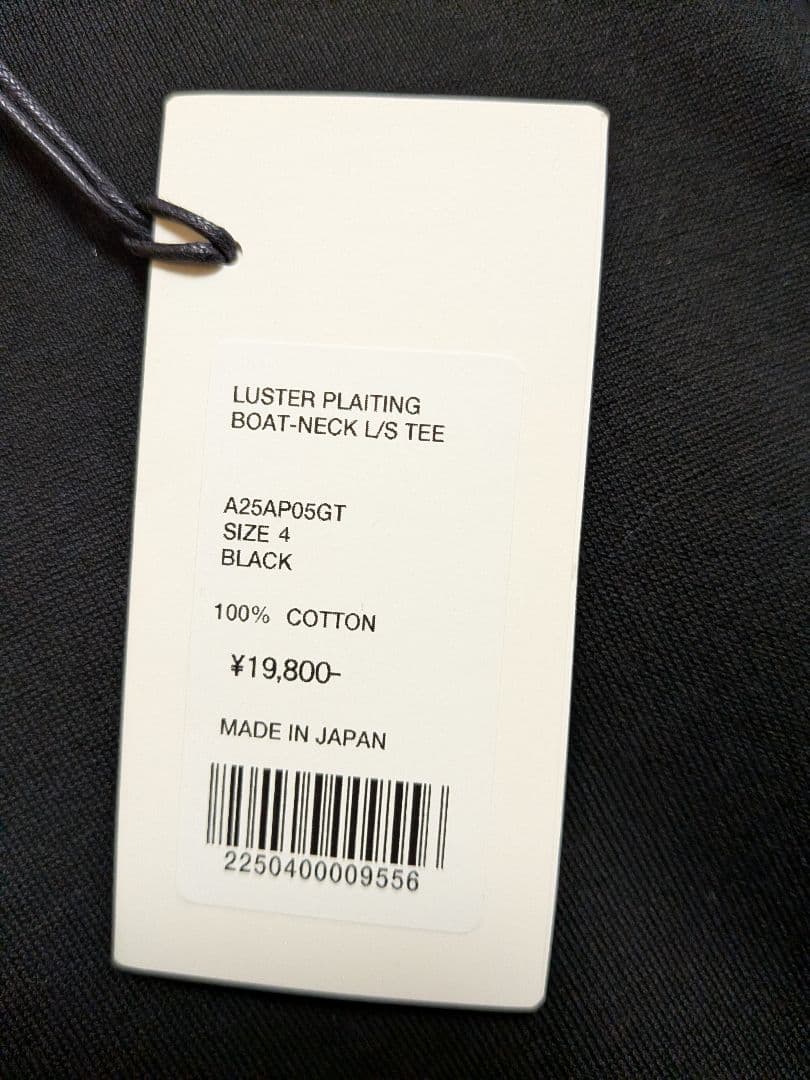 LUSTER PLAITING
BOAT-NECK L/S TEE
A25AP05GT
SIZE 4
BLACK
100% COTTON
¥19,800-
MADE IN JAPAN
2250400009556